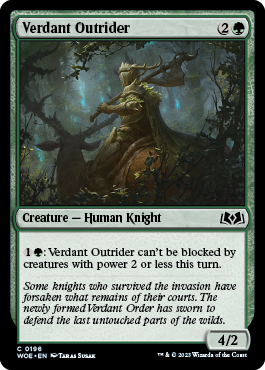 Verdant Outrider 2
Creature — Human Knight
1 : Verdant Outrider can't be blocked by
creatures with power 2 or less this turn.
Some knights who survived the invasion have
forsaken what remains of their courts. The
newly formed Verdant Order has sworn to
defend the last untouched parts of the wilds.
4/2
C 0196
WOE • EN Taras Susak
™ & © 2023 Wizards of the Coast